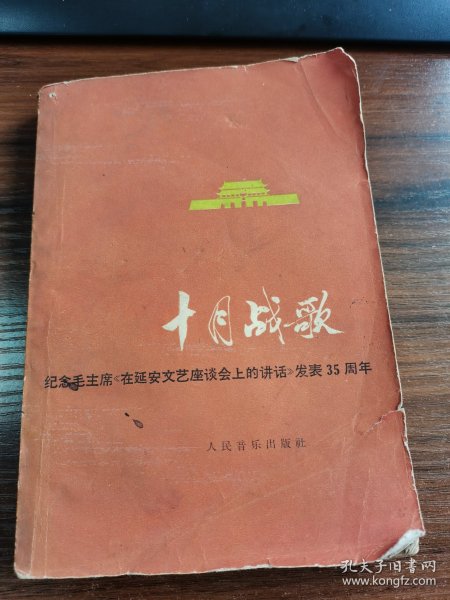 十月战歌
纪念毛主席《在延安文艺座谈会上的讲话》发表35周年
人民音乐出版社
孔夫子旧书网
www.kongfz.com